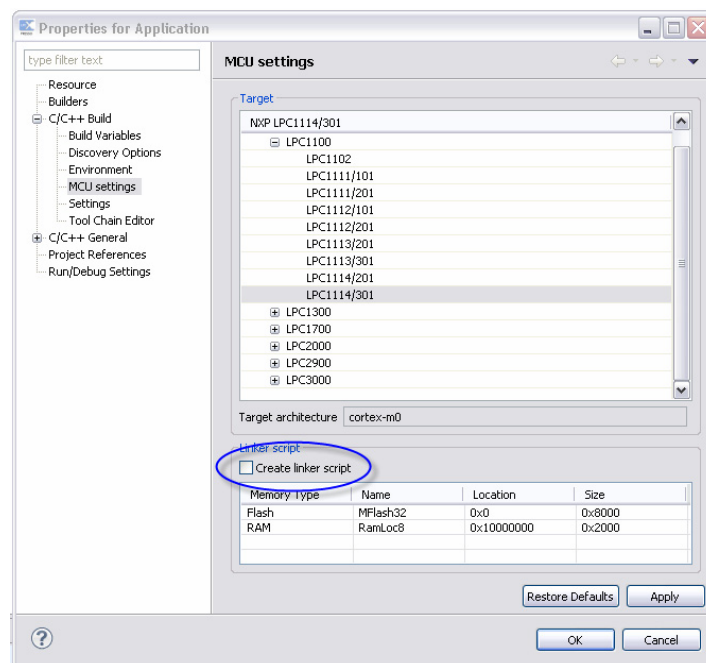 Properties for Application
type filter text
MCU settings
Resource
Builders
C/C++ Build
Build Variables
Discovery Options
Environment
MCU settings
Settings
Tool Chain Editor
C/C++ General
Project References
Run/Debug Settings
Target
NXP LPC1114/301
LPC1100
LPC1102
LPC1111/101
LPC1111/201
LPC1112/101
LPC1112/201
LPC1113/201
LPC1113/301
LPC1114/201
LPC1114/301
LPC1300
LPC1700
LPC2000
LPC2900
LPC3000
Target architecture cortex-m0
Linker script
Create linker script
Memory Type Name Location Size
Flash MFlash32 0x0 0x8000
RAM RamLoc8 0x10000000 0x2000
Restore Defaults Apply
? OK Cancel